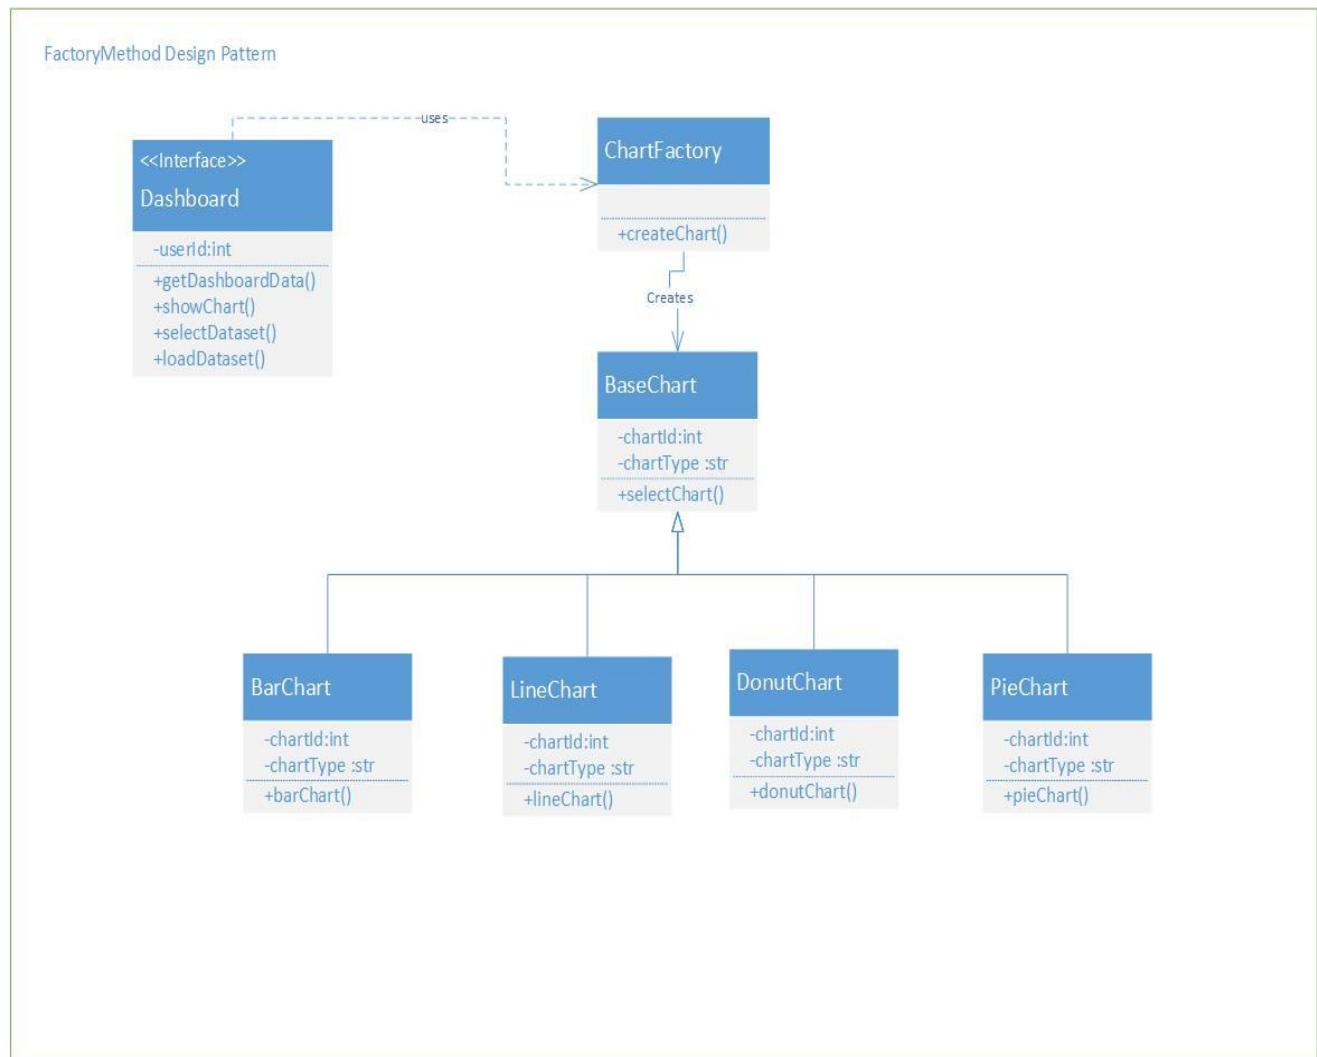 FactoryMethod Design Pattern
uses
<<Interface>>
Dashboard
-userId:int
+getDashboardData()
+showChart()
+selectDataset()
+loadDataset()
ChartFactory
+createChart()
Creates
BaseChart
-chartId:int
-chartType :str
+selectChart()
BarChart
-chartId:int
-chartType :str
+barChart()
LineChart
-chartId:int
-chartType :str
+lineChart()
DonutChart
-chartId:int
-chartType :str
+donutChart()
PieChart
-chartId:int
-chartType :str
+pieChart()